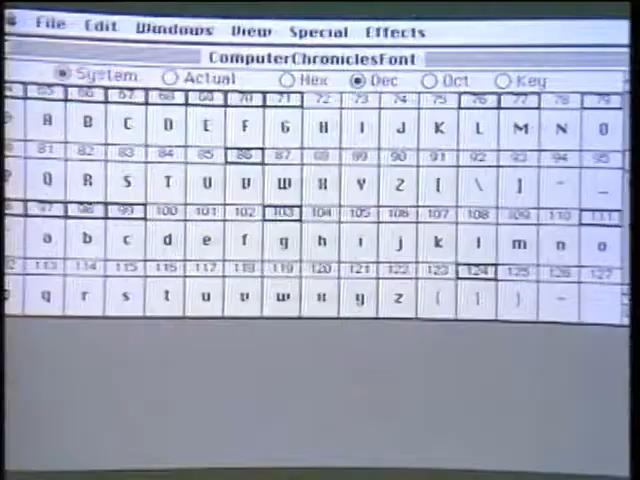 File Edit Windows View Special Effects
ComputerChroniclesFont
System Actual Hex Dec Oct Key
65 66 67 68 69 70 71 72 73 74 75 76 77 78 79
A B C D E F G H I J K L M N O
81 82 83 84 85 86 87 88 89 90 91 92 93 94 95
Q R S T U V W X Y Z [ \ ] _
97 98 99 100 101 102 103 104 105 106 107 108 109 110 111
a b c d e f g h i j k l m n o
113 114 115 116 117 118 119 120 121 122 123 124 125 126 127
q r s t u v w x y z { | } ~